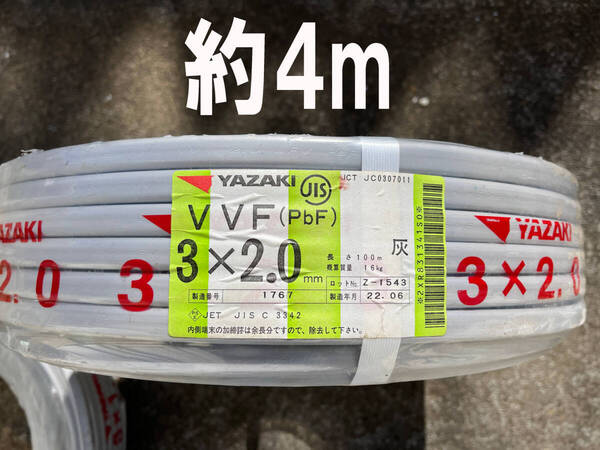 約4m
YAZAKI JIS JCT JC0307011
VVF(PbF)
3×2.0mm 灰
長さ100m
概算質量 16kg
ロットNo. Z-1543
製造番号 1767 製造年月 22.06
JET JIS C 3342
内側端末の加締部は余長分ですので、除去して下さい。
YAZAKI
2.0 3
YAZAKI
3×2.0